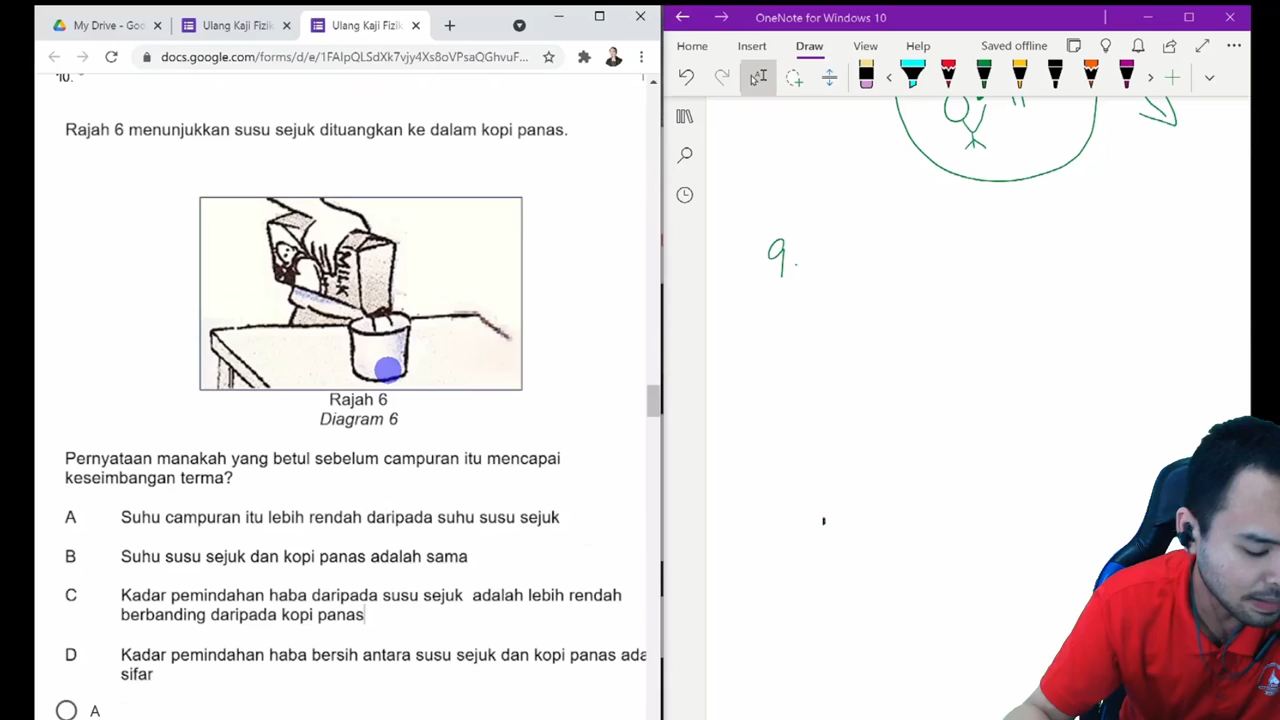 My Drive - Goo
Ulang Kaji Fizik
Ulang Kaji Fizik
docs.google.com/forms/d/e/1FAIpQLSdXk7vjy4Xs8oVPsaQGhvuF...
10.
Rajah 6 menunjukkan susu sejuk dituangkan ke dalam kopi panas.
MILK
Rajah 6
Diagram 6
Pernyataan manakah yang betul sebelum campuran itu mencapai
keseimbangan terma?
A Suhu campuran itu lebih rendah daripada suhu susu sejuk
B Suhu susu sejuk dan kopi panas adalah sama
C Kadar pemindahan haba daripada susu sejuk adalah lebih rendah
berbanding daripada kopi panas
D Kadar pemindahan haba bersih antara susu sejuk dan kopi panas ada
sifar
A
OneNote for Windows 10
Home Insert Draw View Help Saved offline
9.